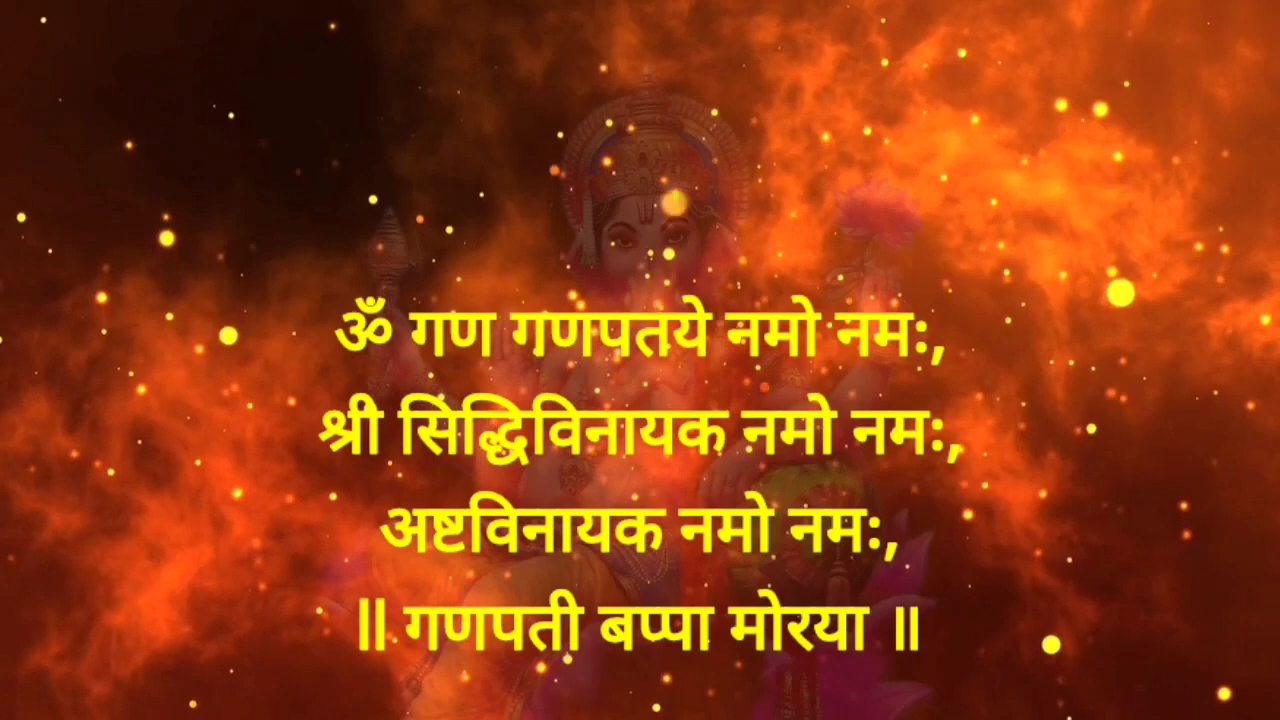 ॐ गण गणपतये नमो नमः,
श्री सिद्धिविनायक नमो नमः,
अष्टविनायक नमो नमः,
॥ गणपती बप्पा मोरया ॥